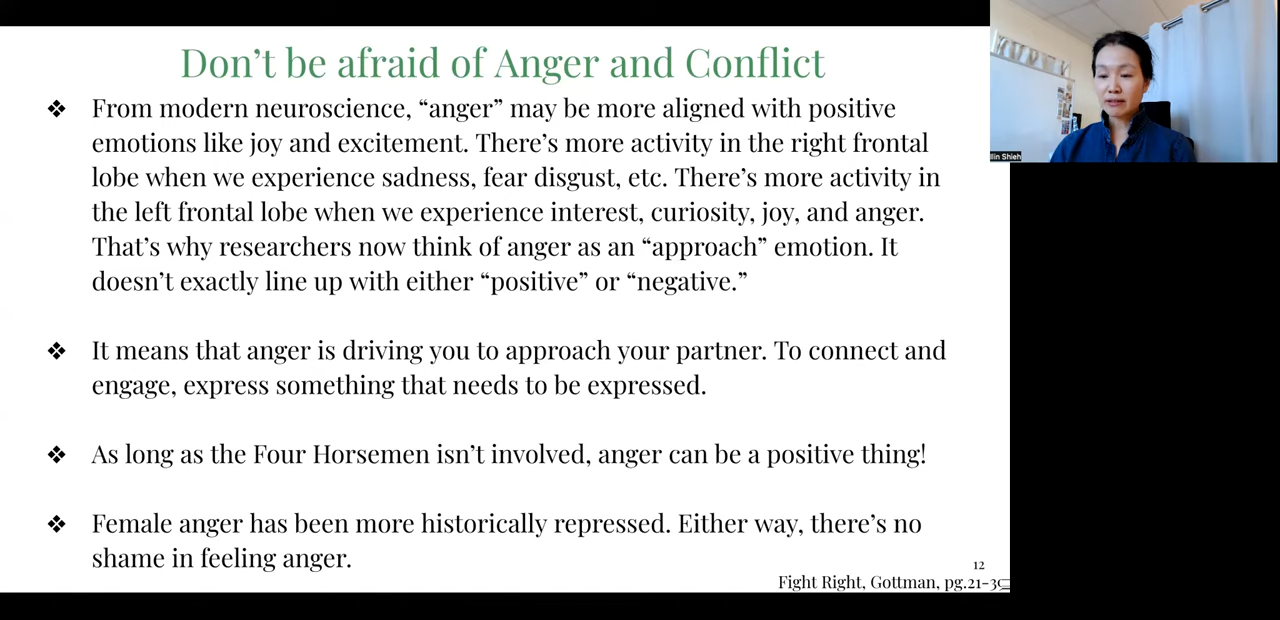 Don't be afraid of Anger and Conflict
❖ From modern neuroscience, “anger” may be more aligned with positive
emotions like joy and excitement. There's more activity in the right frontal
lobe when we experience sadness, fear disgust, etc. There's more activity in
the left frontal lobe when we experience interest, curiosity, joy, and anger.
That's why researchers now think of anger as an “approach” emotion. It
doesn't exactly line up with either “positive” or “negative.”
❖ It means that anger is driving you to approach your partner. To connect and
engage, express something that needs to be expressed.
❖ As long as the Four Horsemen isn't involved, anger can be a positive thing!
❖ Female anger has been more historically repressed. Either way, there's no
shame in feeling anger.
12
Fight Right, Gottman, pg.21-3
Shieh